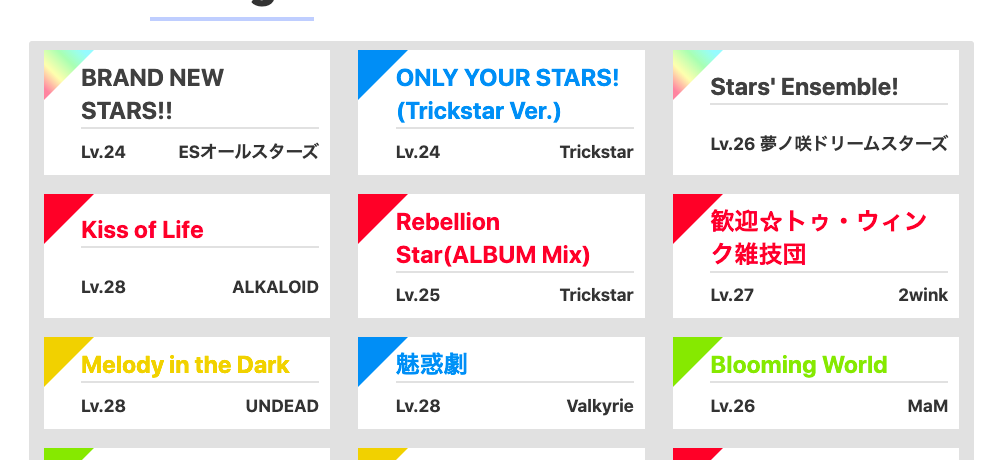 BRAND NEW
STARS!!
Lv.24 ESオールスターズ
ONLY YOUR STARS!
(Trickstar Ver.)
Lv.24 Trickstar
Stars' Ensemble!
Lv.26 夢ノ咲ドリームスターズ
Kiss of Life
Lv.28 ALKALOID
Rebellion
Star(ALBUM Mix)
Lv.25 Trickstar
歓迎☆トゥ・ウィン
ク雑技団
Lv.27 2wink
Melody in the Dark
Lv.28 UNDEAD
魅惑劇
Lv.28 Valkyrie
Blooming World
Lv.26 MaM